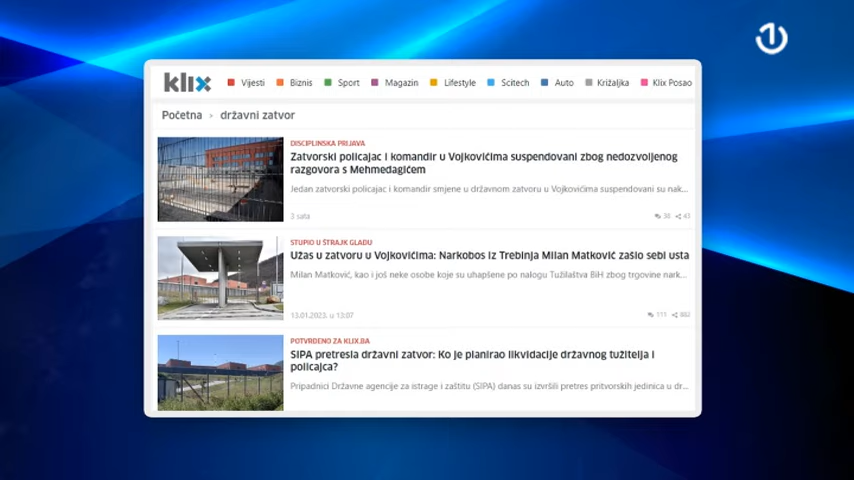 klix Vijesti Biznis Sport Magazin Lifestyle Scitech Auto Križaljka Klix Posao
Početna > državni zatvor
DISCIPLINSKA PRIJAVA
Zatvorski policajac i komandir u Vojkovićima suspendovani zbog nedozvoljenog
razgovora s Mehmedagićem
Jedan zatvorski policajac i komandir smjene u državnom zatvoru u Vojkovićima suspendovani su nak...
3 sata 38 43
STUPIO U ŠTRAJK GLAĐU
Užas u zatvoru u Vojkovićima: Narkobos iz Trebinja Milan Matković zašio sebi usta
Milan Matković, kao i još neke osobe koje su uhapšene po nalogu Tužilaštva BiH zbog trgovine nark...
13.01.2023. u 13:07 111 882
POTVRĐENO ZA KLIX.BA
SIPA pretresla državni zatvor: Ko je planirao likvidacije državnog tužitelja i
policajca?
Pripadnici Državne agencije za istrage i zaštitu (SIPA) danas su izvršili pretres pritvorskih jedinica u dr...